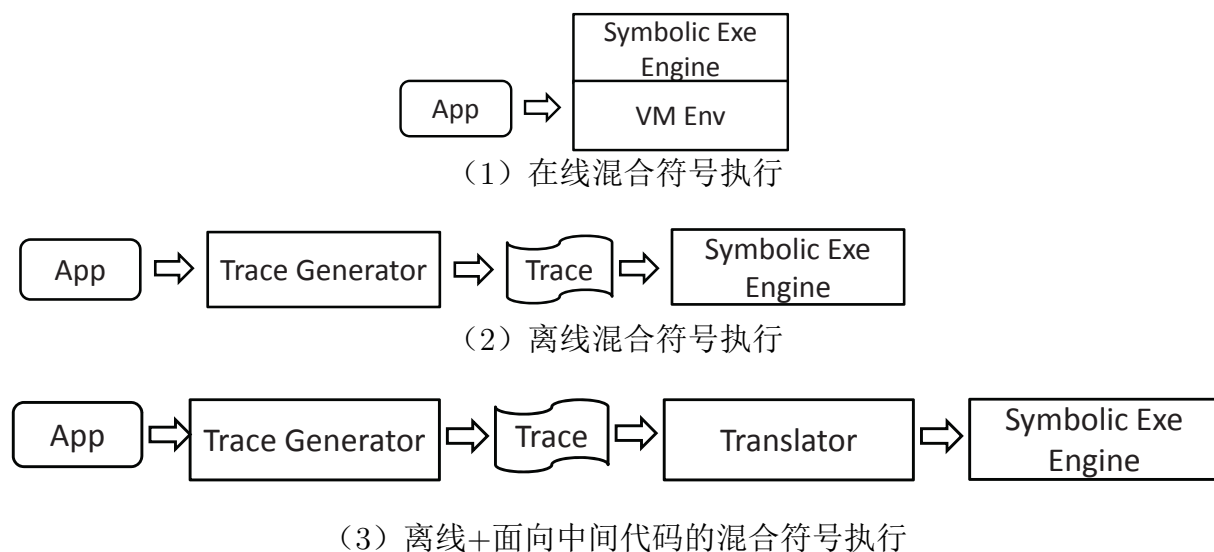 Symbolic Exe
Engine
App
VM Env
（1）在线混合符号执行
App
Trace Generator
Trace
Symbolic Exe
Engine
（2）离线混合符号执行
App
Trace Generator
Trace
Translator
Symbolic Exe
Engine
（3）离线+面向中间代码的混合符号执行